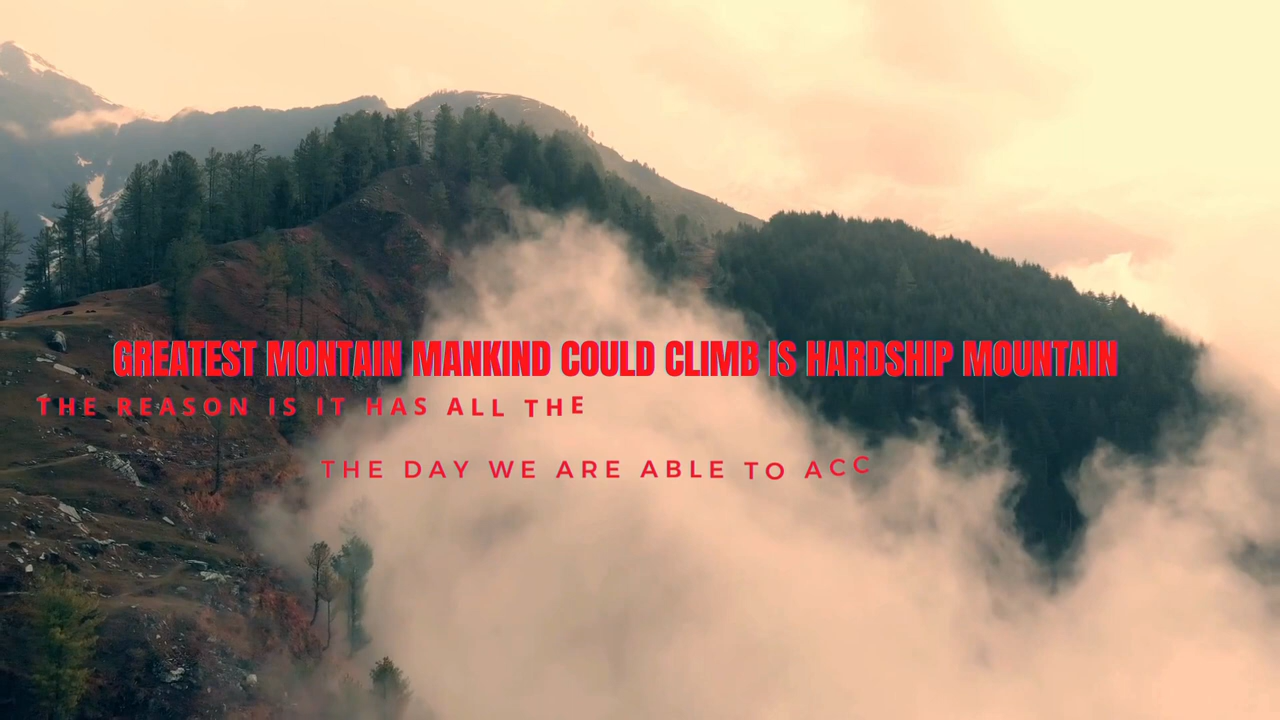 GREATEST MONTAIN MANKIND COULD CLIMB IS HARDSHIP MOUNTAIN
THE REASON IS IT HAS ALL THE
THE DAY WE ARE ABLE TO ACC